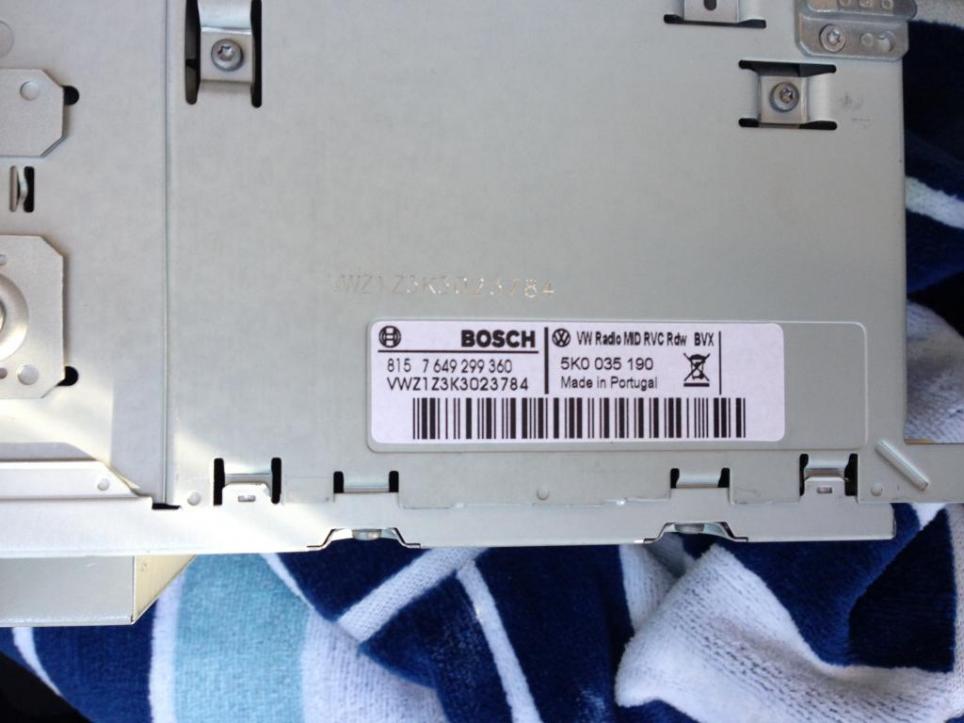 VWZ1Z3K3023784
BOSCH
815 7 649 299 360
VWZ1Z3K3023784
VW Radio MID RVC Rdw BVX
5K0 035 190
Made in Portugal